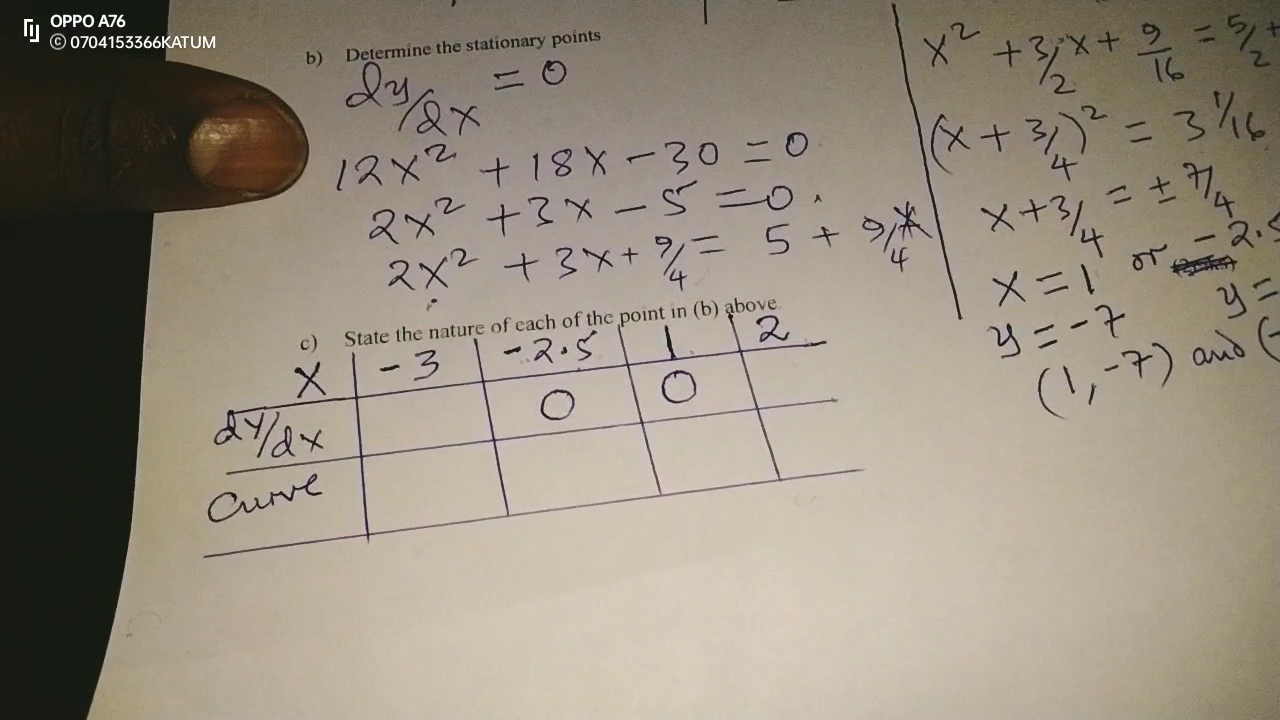 OPPO A76
© 0704153366KATUM
b) Determine the stationary points
dy/dx = 0
12x² + 18x - 30 = 0
2x² + 3x - 5 = 0.
2x² + 3x + 9/4 = 5 + 9/4
x² + 3/2 x + 9/16 = 5/2 +
(x + 3/4)² = 3 1/16
x + 3/4 = ± 7/4
x = 1 or - 2.5
y = -7 y =
(1, -7) and (-
c) State the nature of each of the point in (b) above
x -3 -2.5 1 2
dy/dx 0 0
Curve